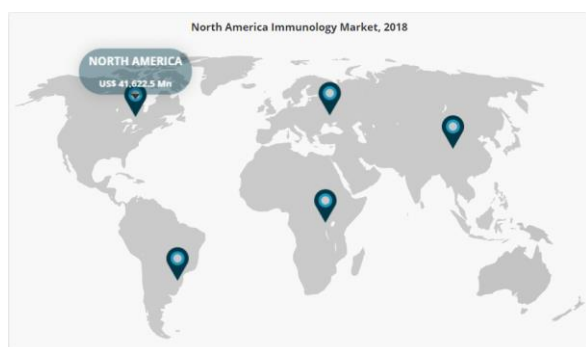 North America Immunology Market, 2018
NORTH AMERICA
US$ 41,622.5 Mn